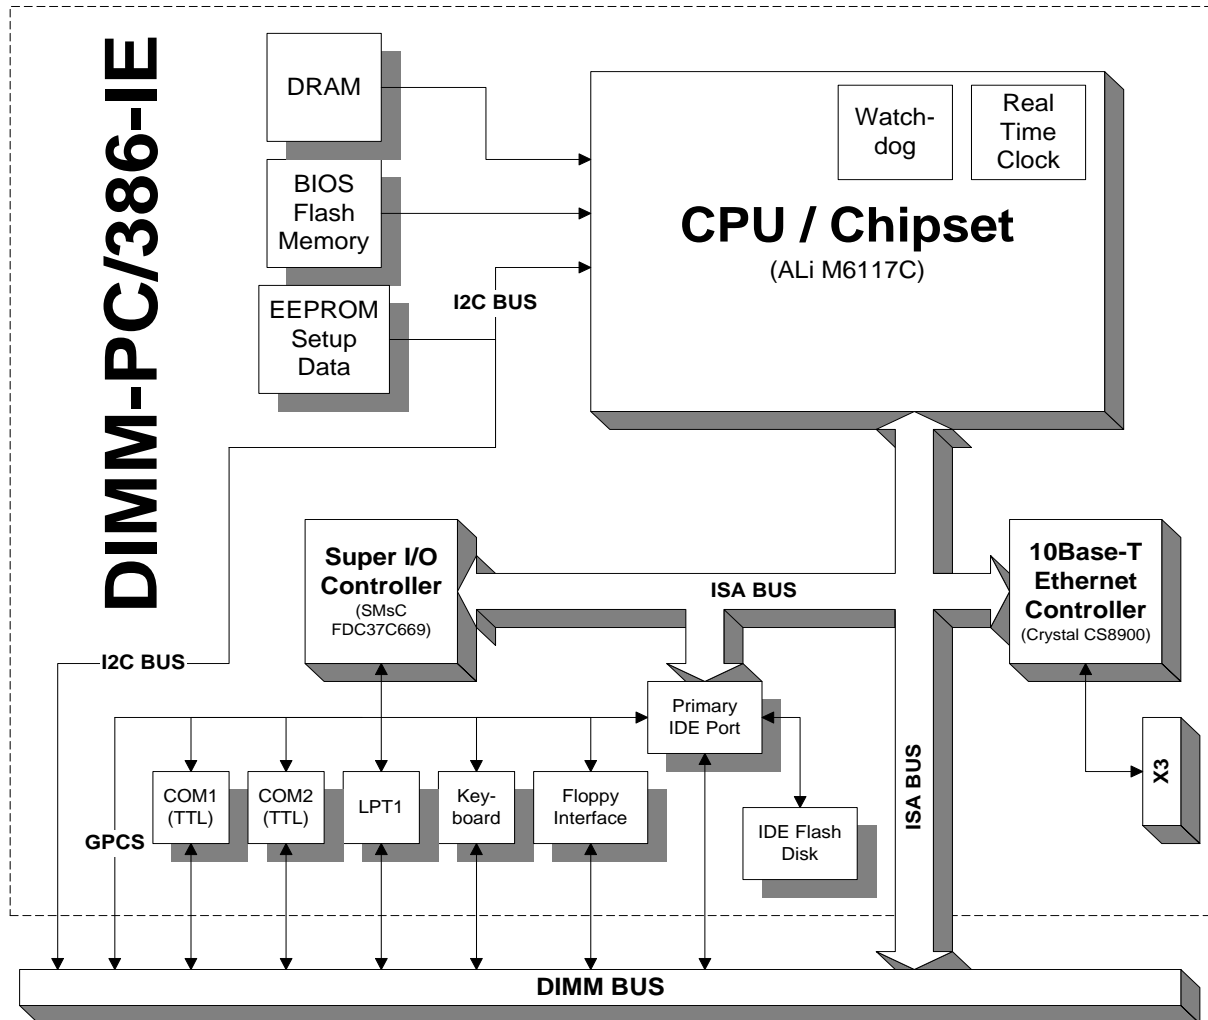 DIMM-PC/386-IE
DRAM
BIOS
Flash
Memory
EEPROM
Setup
Data
I2C BUS
Watch-
dog
Real
Time
Clock
CPU / Chipset
(ALi M6117C)
Super I/O
Controller
(SMsC
FDC37C669)
ISA BUS
10Base-T
Ethernet
Controller
(Crystal CS8900)
I2C BUS
Primary
IDE Port
GPCS
COM1
(TTL)
COM2
(TTL)
LPT1
Key-
board
Floppy
Interface
IDE Flash
Disk
ISA BUS
X3
DIMM BUS